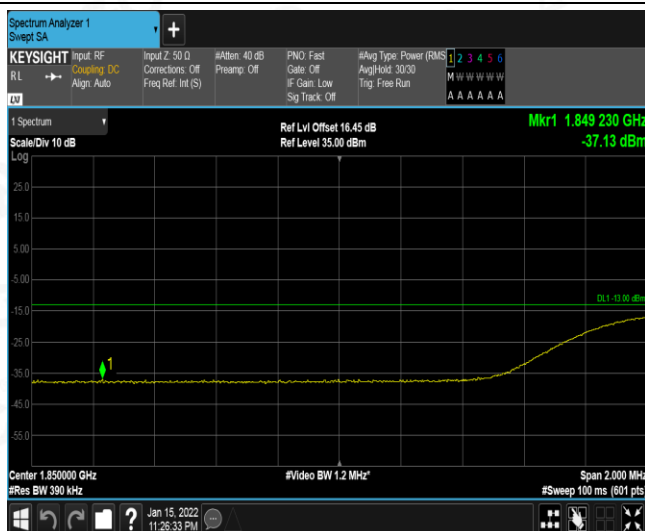 Spectrum Analyzer 1
Swept SA
+
KEYSIGHT
RL
LXI
Input: RF
Coupling: DC
Align: Auto
Input Z: 50 Ω
Corrections: Off
Freq Ref: Int (S)
#Atten: 40 dB
Preamp: Off
PNO: Fast
Gate: Off
IF Gain: Low
Sig Track: Off
#Avg Type: Power (RMS
Avg|Hold: 30/30
Trig: Free Run
1 2 3 4 5 6
M W W W W W
A A A A A A
1 Spectrum
Scale/Div 10 dB
Log
Ref Lvl Offset 16.45 dB
Ref Level 35.00 dBm
Mkr1 1.849 230 GHz
-37.13 dBm
25.0
15.0
5.00
-5.00
DL1 -13.00 dBm
-15.0
-25.0
-35.0
1
-45.0
-55.0
Center 1.850000 GHz
#Res BW 390 kHz
#Video BW 1.2 MHz*
Span 2.000 MHz
#Sweep 100 ms (601 pts)
?
Jan 15, 2022
11:26:33 PM